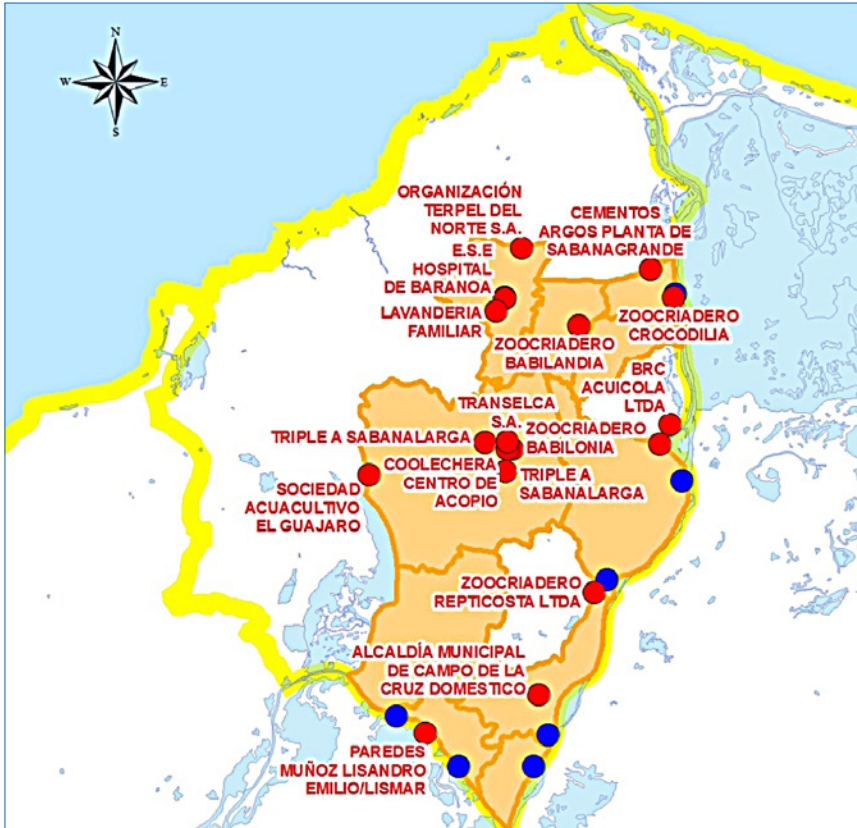 N
W
E
S
ORGANIZACIÓN
TERPEL DEL
NORTE S.A.
CEMENTOS
ARGOS PLANTA DE
SABANAGRANDE
E.S.E
HOSPITAL
DE BARANOA
LAVANDERIA
FAMILIAR
ZOOCRIADERO
CROCODILIA
ZOOCRIADERO
BABILANDIA
BRC
ACUICOLA
LTDA
TRANSELCA
S.A.
ZOOCRIADERO
BABILONIA
TRIPLE A SABANALARGA
COOLECHERA
CENTRO DE
ACOPIO
TRIPLE A
SABANALARGA
SOCIEDAD
ACUACULTIVO
EL GUAJARO
ZOOCRIADERO
REPTICOSTA LTDA
ALCALDÍA MUNICIPAL
DE CAMPO DE LA
CRUZ DOMESTICO
PAREDES
MUÑOZ LISANDRO
EMILIO/LISMAR